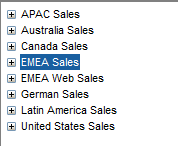 APAC Sales
Australia Sales
Canada Sales
EMEA Sales
EMEA Web Sales
German Sales
Latin America Sales
United States Sales